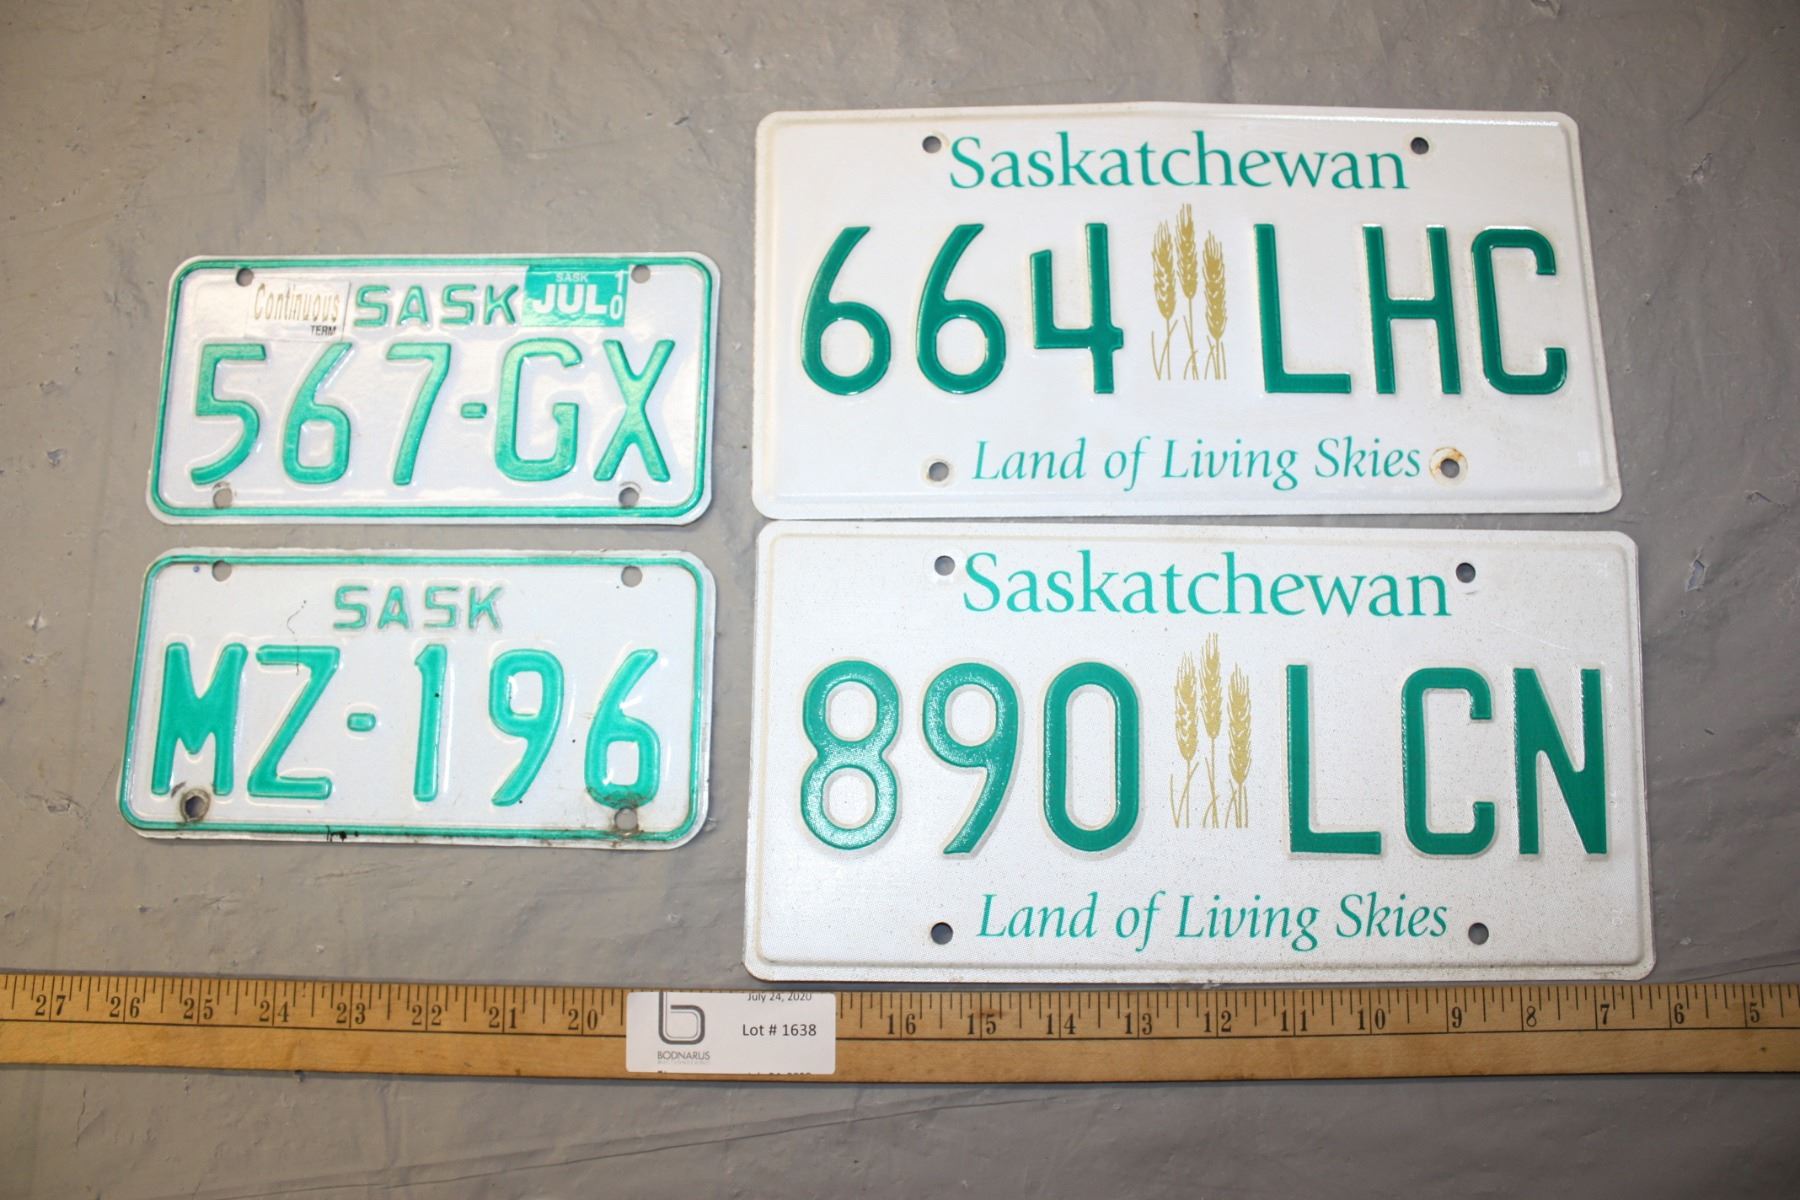 Continuous
TERM
SASK
SASK
JUL
10
567-GX
SASK
MZ-196
Saskatchewan
664 LHC
Land of Living Skies
Saskatchewan
890 LCN
Land of Living Skies
27 26 25 24 23 22 21 20 16 15 14 13 12 11 10 9 8 7 6 5
July 24, 2020
Lot # 1638
BODNARUS